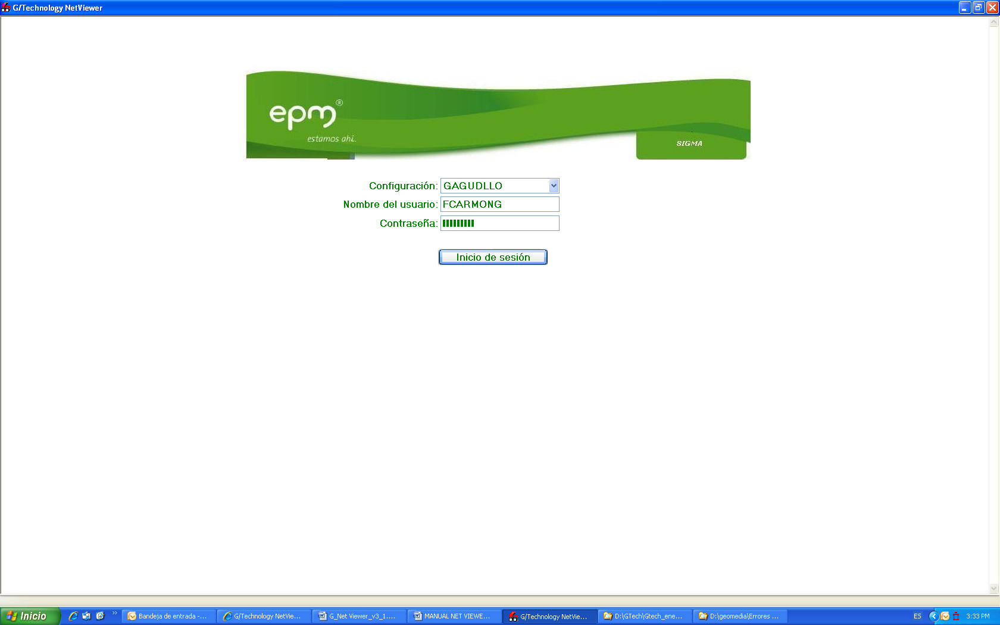 G/Technology NetViewer
epm®
estamos ahí..
SIGMA
Configuración: GAGUDLLO
Nombre del usuario: FCARMONG
Contraseña:
Inicio de sesión
Inicio
Bandeja de entrada -...
G/Technology NetVie...
G_Net Viewer_v3_1....
MANUAL NET VIEWE...
G/Technology NetVie...
D:\GTech\Gtech_ene...
D:\geomedia\Errores ...
ES
3:33 PM